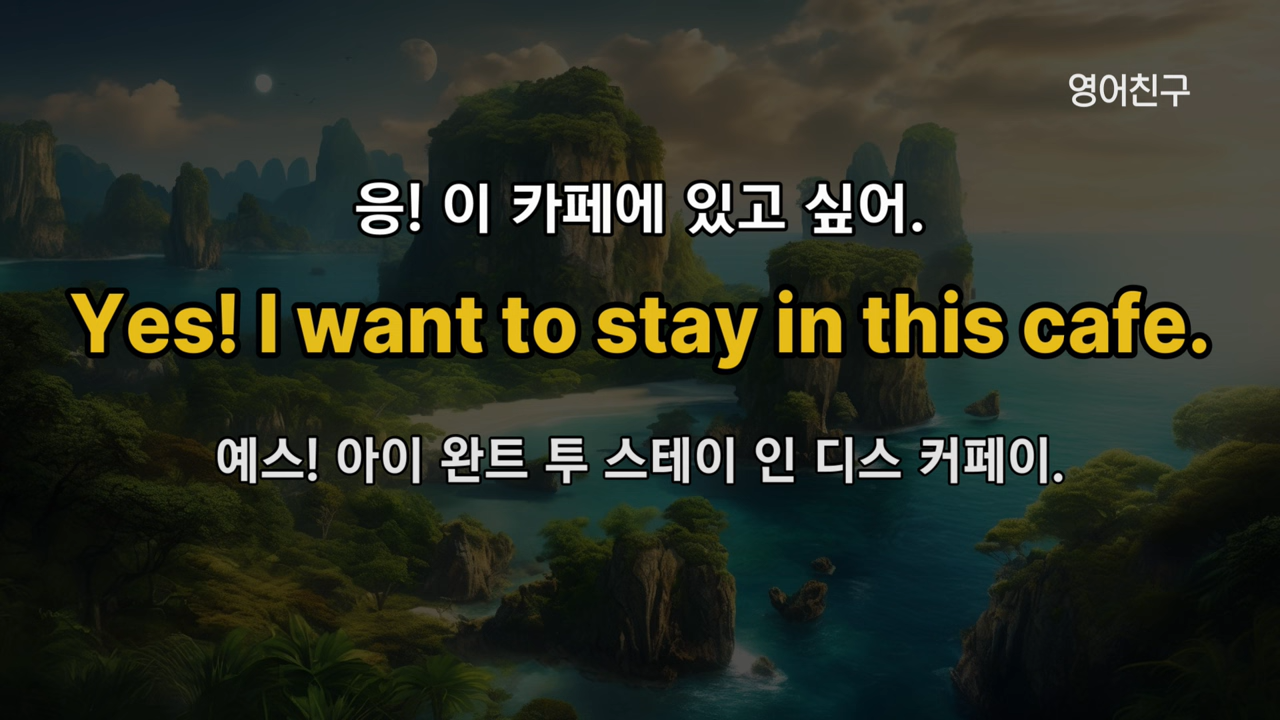 영어친구
응! 이 카페에 있고 싶어.
Yes! I want to stay in this cafe.
예스! 아이 완트 투 스테이 인 디스 커페이.